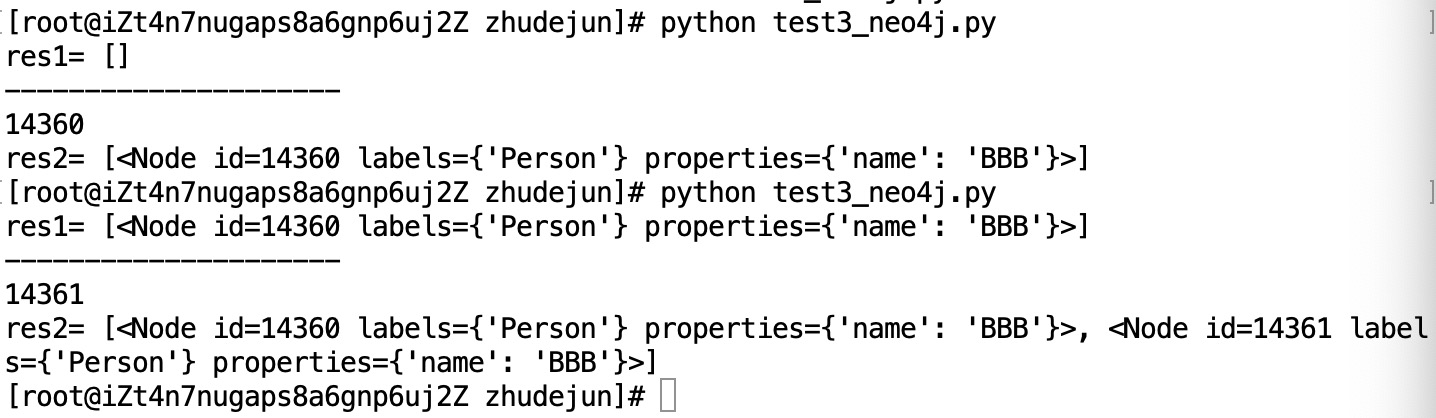 [root@iZt4n7nugaps8a6gnp6uj2Z zhudejun]# python test3_neo4j.py
res1= []
---------------------
14360
res2= [<Node id=14360 labels={'Person'} properties={'name': 'BBB'}>]
[root@iZt4n7nugaps8a6gnp6uj2Z zhudejun]# python test3_neo4j.py
res1= [<Node id=14360 labels={'Person'} properties={'name': 'BBB'}>]
---------------------
14361
res2= [<Node id=14360 labels={'Person'} properties={'name': 'BBB'}>, <Node id=14361 label
s={'Person'} properties={'name': 'BBB'}>]
[root@iZt4n7nugaps8a6gnp6uj2Z zhudejun]#